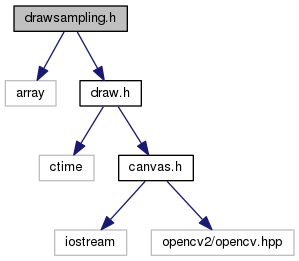 drawsampling.h
array
draw.h
ctime
canvas.h
iostream
opencv2/opencv.hpp